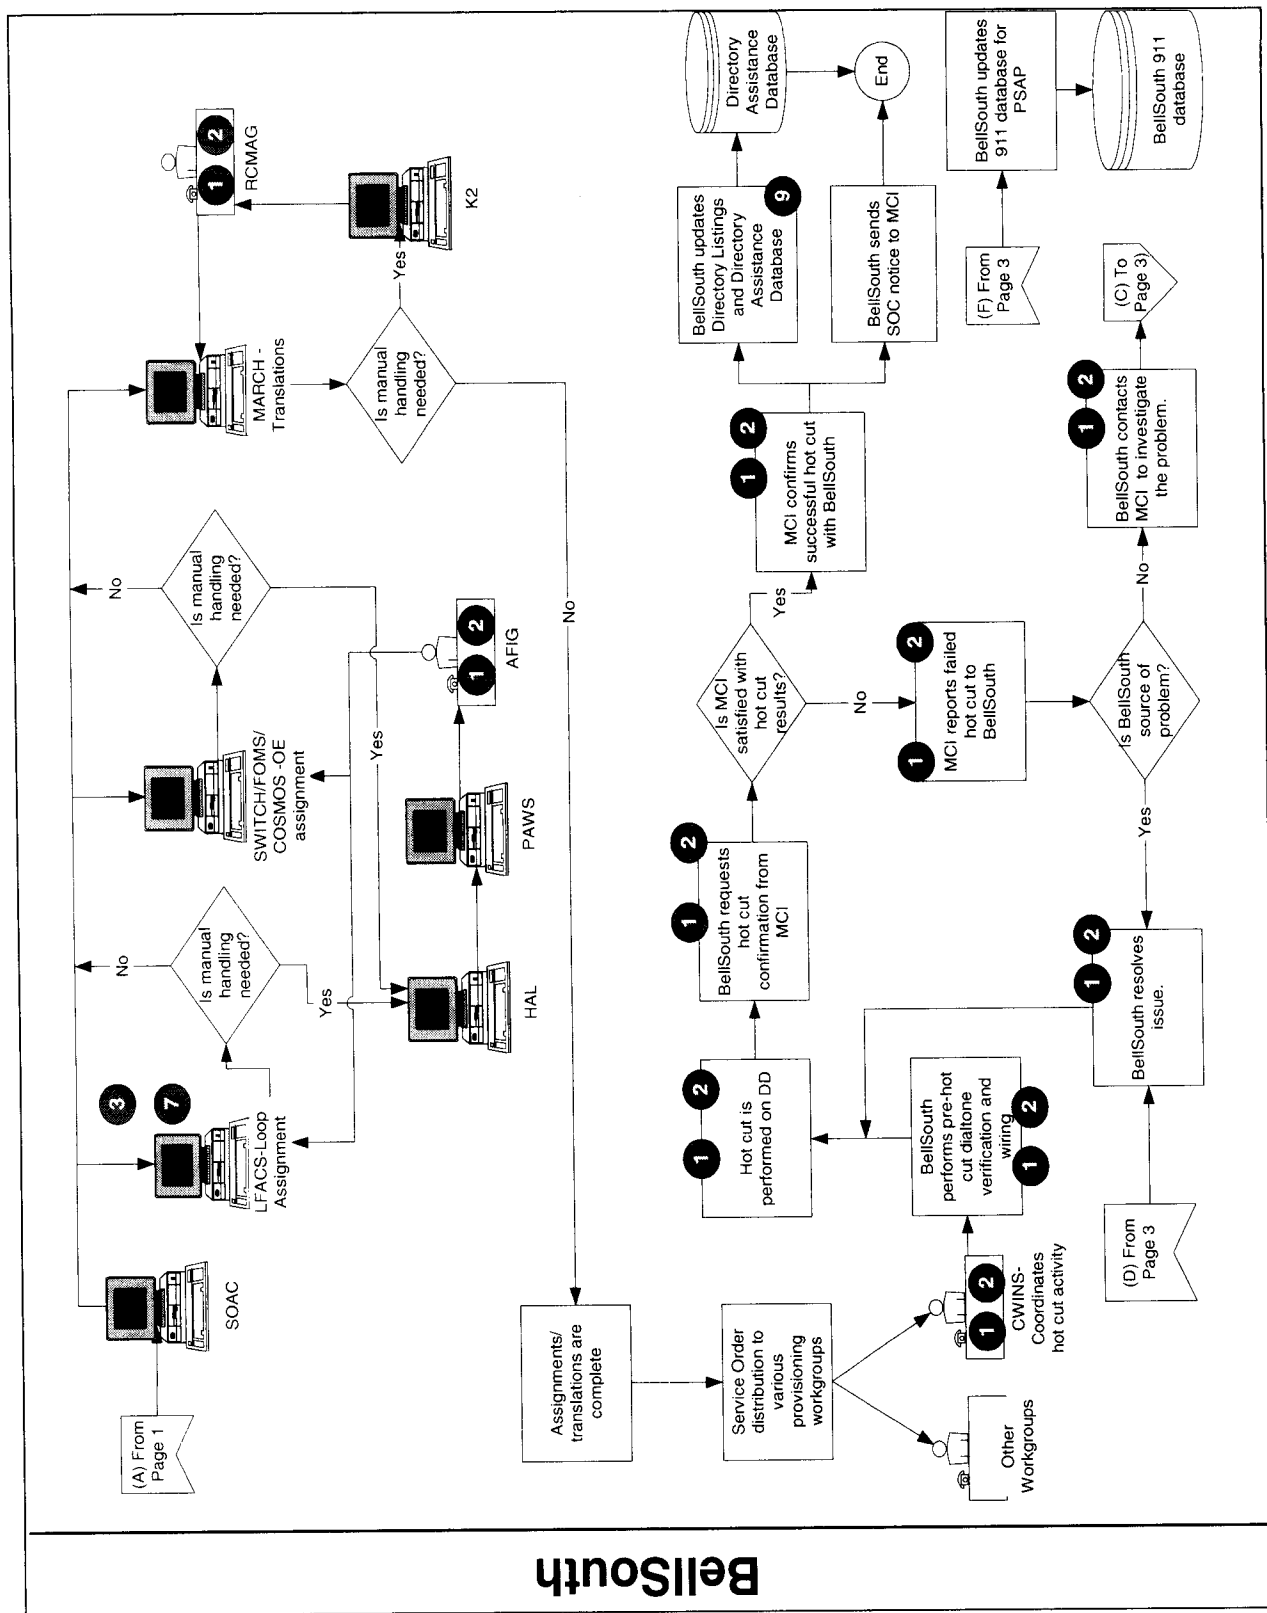 BellSouth
(A) From
Page 1
SOAC
3
7
LFACS-Loop
Assignment
Is manual
handling
needed?
No
Yes
SWITCH/FOMS/
COSMOS -OE
assignment
Is manual
handling
needed?
No
Yes
HAL
PAWS
1
2
AFIG
MARCH -
Translations
Is manual
handling
needed?
Yes
No
K2
1
2
RCMAG
Assignments/
translations are
complete
Service Order
distribution to
various
provisioning
workgroups
Other
Workgroups
1
2
CWINS-
Coordinates
hot cut activity
BellSouth
performs pre-hot
cut dialtone
verification and
wiring
1
2
1
2
Hot cut is
performed on DD
1
2
BellSouth requests
hot cut
confirmation from
MCI
Is MCI
satisfied with
hot cut
results?
Yes
No
1
2
MCI confirms
successful hot cut
with BellSouth
BellSouth updates
Directory Listings
and Directory
Assistance
Database
9
Directory
Assistance
Database
BellSouth sends
SOC notice to MCI
End
1
2
MCI reports failed
hot cut to
BellSouth
Is BellSouth
source of
problem?
Yes
No
(D) From
Page 3
1
2
BellSouth resolves
issue.
1
2
BellSouth contacts
MCI to investigate
the problem.
(C) To
Page 3)
(F) From
Page 3
BellSouth updates
911 database for
PSAP
BellSouth 911
database